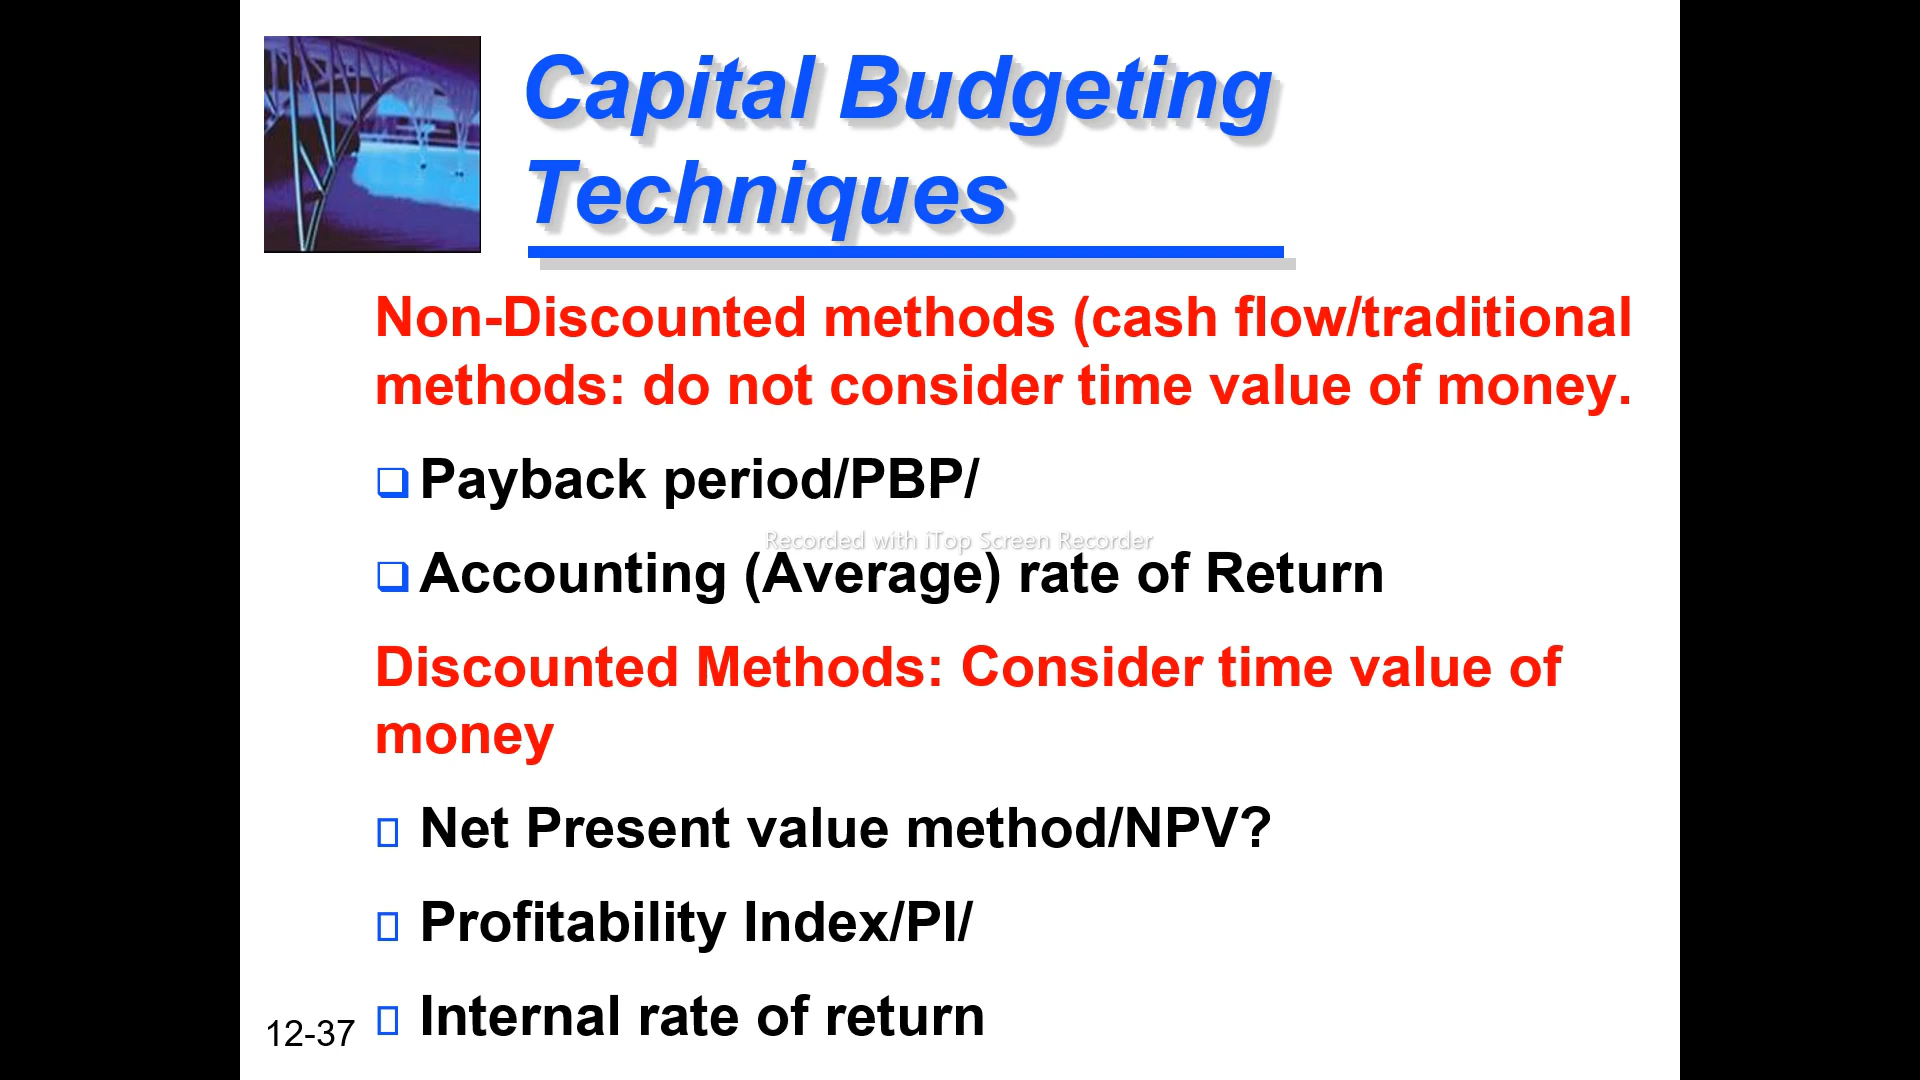 Capital Budgeting
Techniques
Non-Discounted methods (cash flow/traditional
methods: do not consider time value of money.
Payback period/PBP/
Recorded with iTop Screen Recorder
Accounting (Average) rate of Return
Discounted Methods: Consider time value of
money
Net Present value method/NPV?
Profitability Index/PI/
Internal rate of return
12-37